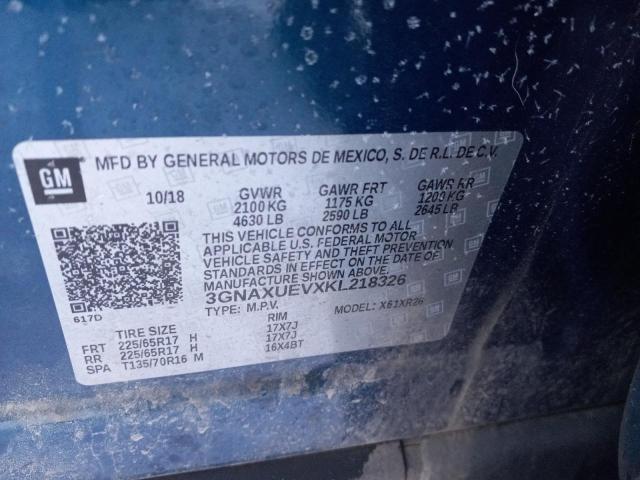 GM MFD BY GENERAL MOTORS DE MEXICO, S. DE R.L. DE C.V.
10/18 GVWR GAWR FRT GAWR RR
2100 KG 1175 KG 1200 KG
4630 LB 2590 LB 2645 LB
THIS VEHICLE CONFORMS TO ALL
APPLICABLE U.S. FEDERAL MOTOR
VEHICLE SAFETY AND THEFT PREVENTION
STANDARDS IN EFFECT ON THE DATE OF
MANUFACTURE SHOWN ABOVE.
3GNAXUEVXKL218326
TYPE: M.P.V. MODEL: X61XR26
617D
TIRE SIZE RIM
FRT 225/65R17 H 17X7J
RR 225/65R17 H 17X7J
SPA T135/70R16 M 16X4BT